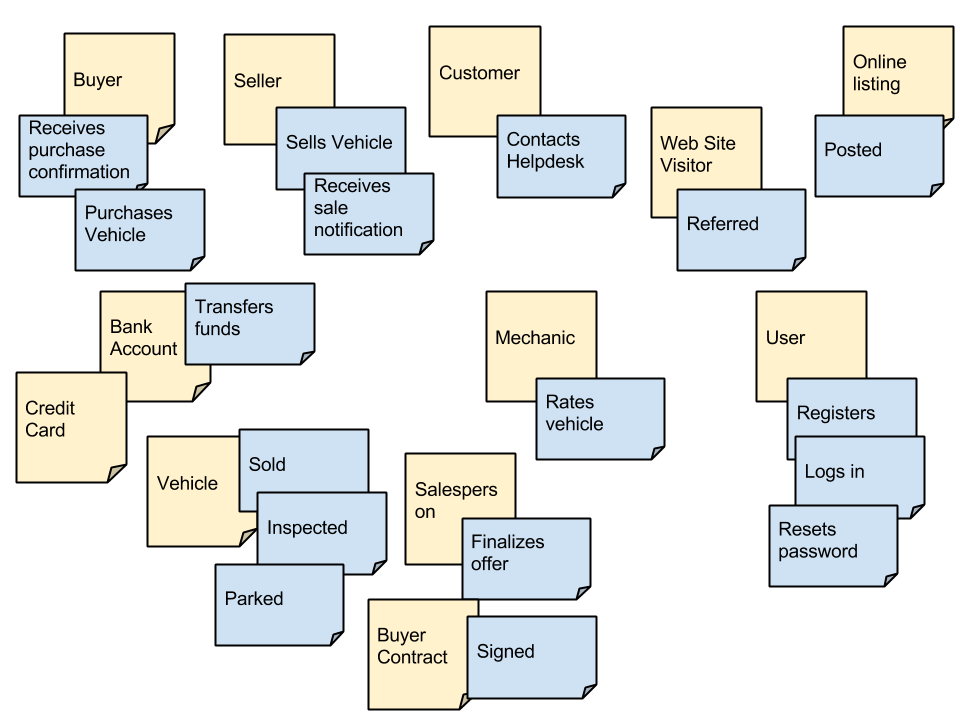 Buyer
Receives
purchase
confirmation
Purchases
Vehicle
Seller
Sells Vehicle
Receives
sale
notification
Customer
Contacts
Helpdesk
Web Site
Visitor
Referred
Online
listing
Posted
Bank
Account
Transfers
funds
Credit
Card
Mechanic
Rates
vehicle
User
Registers
Logs in
Resets
password
Vehicle
Sold
Inspected
Parked
Salespers
on
Finalizes
offer
Buyer
Contract
Signed